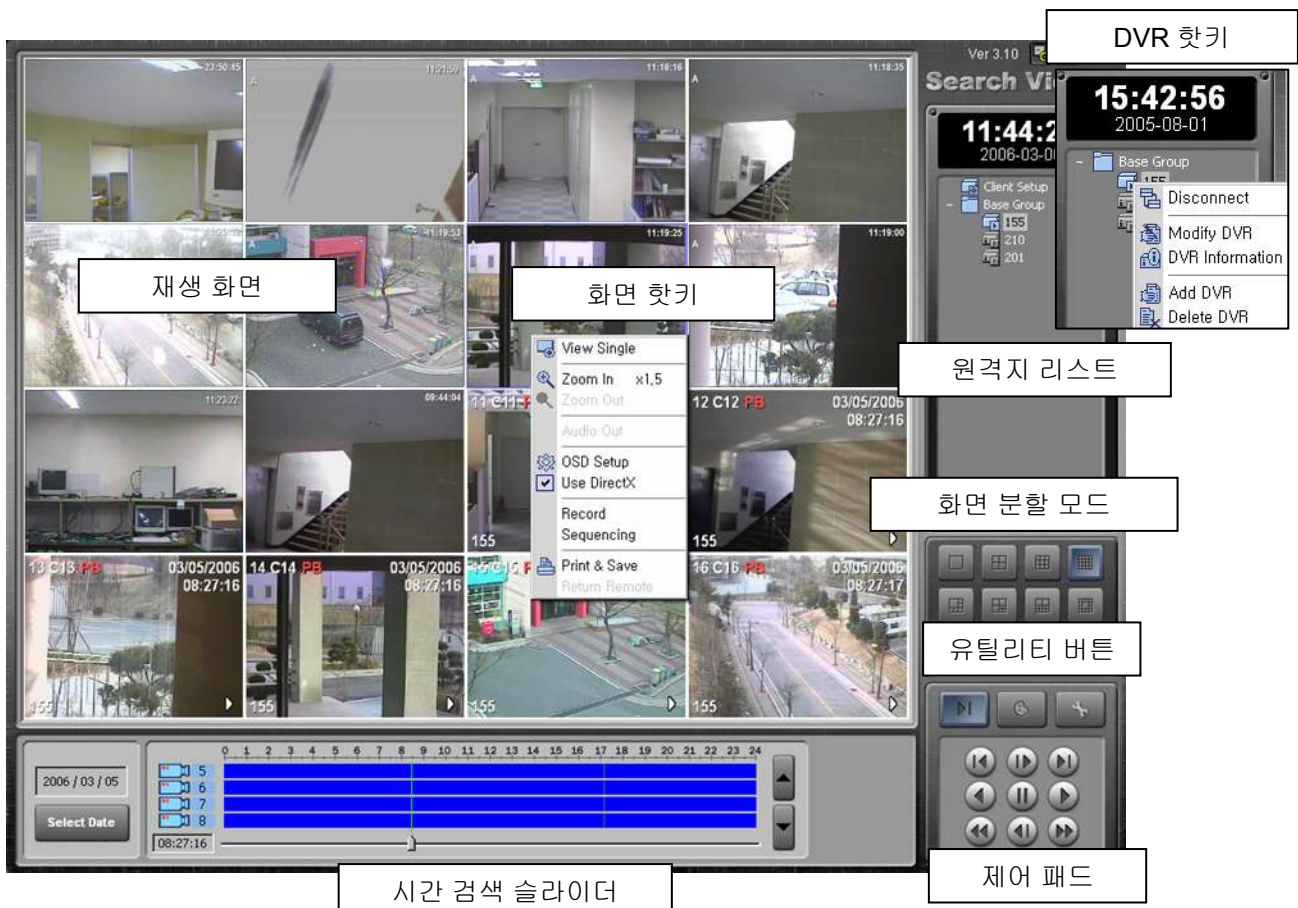 DVR 핫키
Ver 3.10
Search Vi
15:42:56
2005-08-01
Base Group
155
Disconnect
Modify DVR
DVR Information
Add DVR
Delete DVR
11:44:2
2006-03-0
Client Setup
Base Group
155
210
201
23:50:45
A
11:21:59
A
11:18:16
A
11:18:35
A
A
11:19:53
11:19:25
A
11:19:00
재생 화면
화면 핫키
원격지 리스트
View Single
Zoom In x1,5
Zoom Out
Audio Out
OSD Setup
Use DirectX
Record
Sequencing
Print & Save
Return Remote
11:23:22
09:44:04
11 C11
155
12 C12 PB
03/05/2006
08:27:16
155
화면 분할 모드
13 C13 PB
03/05/2006
08:27:16
155
14 C14 PB
03/05/2006
08:27:16
155
15 C15
155
16 C16 PB
03/05/2006
08:27:17
155
유틸리티 버튼
0 1 2 3 4 5 6 7 8 9 10 11 12 13 14 15 16 17 18 19 20 21 22 23 24
2006 / 03 / 05
5
6
7
8
Select Date
08:27:16
제어 패드
시간 검색 슬라이더